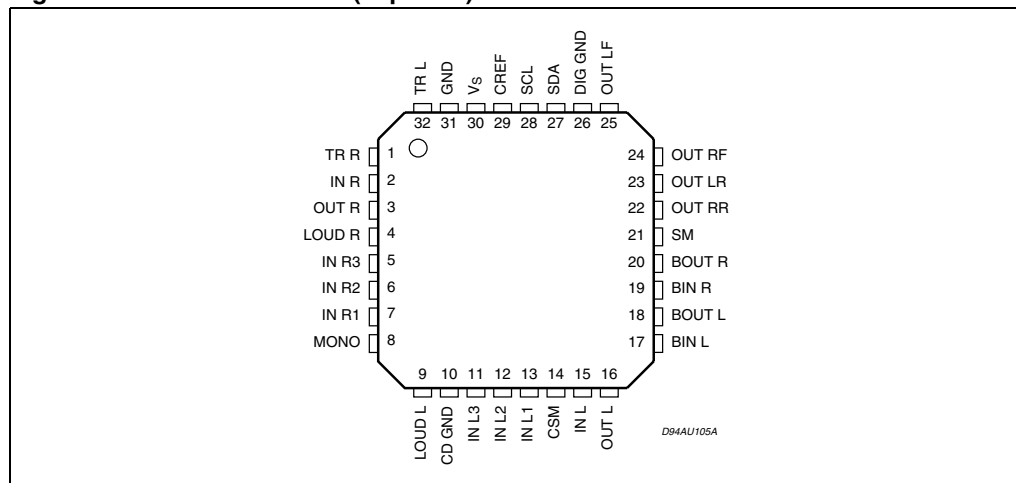 TR L GND VS CREF SCL SDA DIG GND OUT LF
32 31 30 29 28 27 26 25
TR R 1 24 OUT RF
IN R 2 23 OUT LR
OUT R 3 22 OUT RR
LOUD R 4 21 SM
IN R3 5 20 BOUT R
IN R2 6 19 BIN R
IN R1 7 18 BOUT L
MONO 8 17 BIN L
9 10 11 12 13 14 15 16
LOUD L CD GND IN L3 IN L2 IN L1 CSM IN L OUT L
D94AU105A